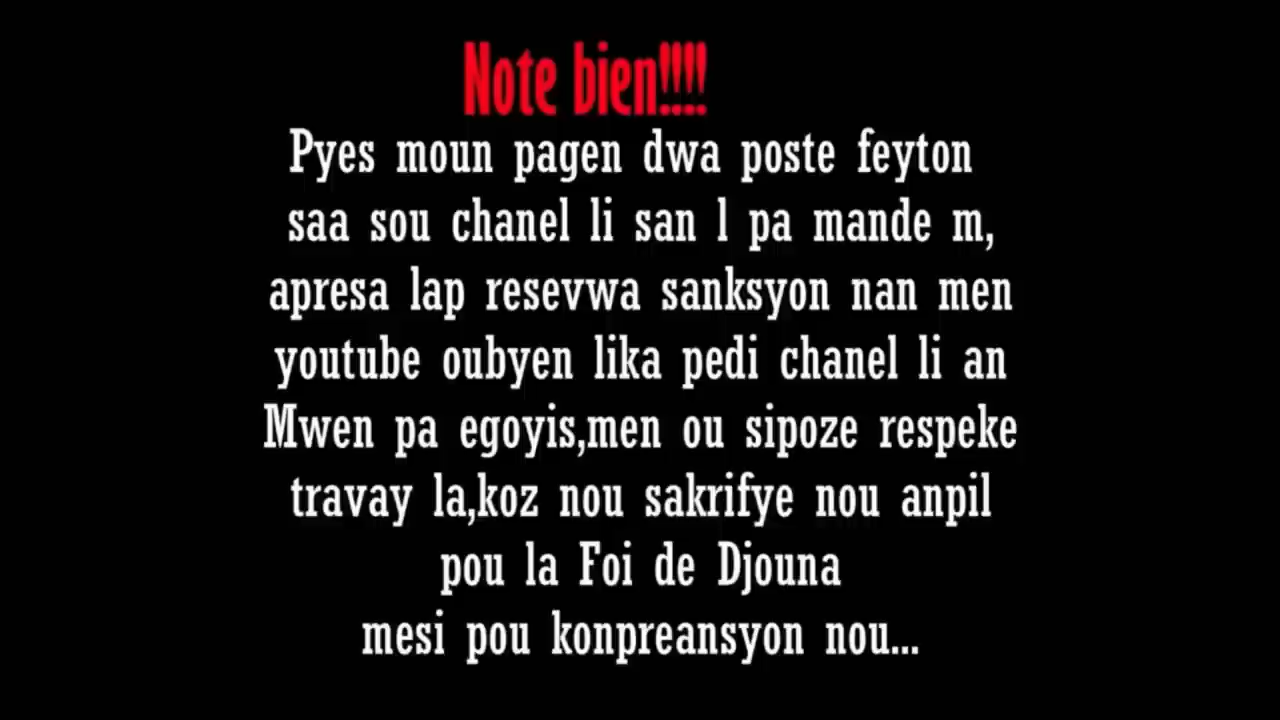 Note bien!!!!
Pyes moun pagen dwa poste feyton
saa sou chanel li san l pa mande m,
apresa lap resevwa sanksyon nan men
youtube oubyen lika pedi chanel li an
Mwen pa egoyis,men ou sipoze respeke
travay la,koz nou sakrifye nou anpil
pou la Foi de Djouna
mesi pou konpreansyon nou...